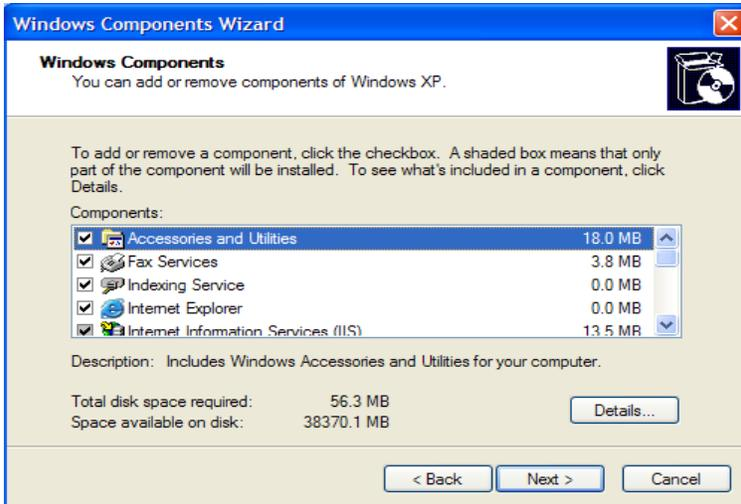 Windows Components Wizard
Windows Components
You can add or remove components of Windows XP.
To add or remove a component, click the checkbox. A shaded box means that only
part of the component will be installed. To see what's included in a component, click
Details.
Components:
Accessories and Utilities 18.0 MB
Fax Services 3.8 MB
Indexing Service 0.0 MB
Internet Explorer 0.0 MB
Internet Information Services (IIS) 13.5 MB
Description: Includes Windows Accessories and Utilities for your computer.
Total disk space required: 56.3 MB
Space available on disk: 38370.1 MB
Details...
< Back Next > Cancel